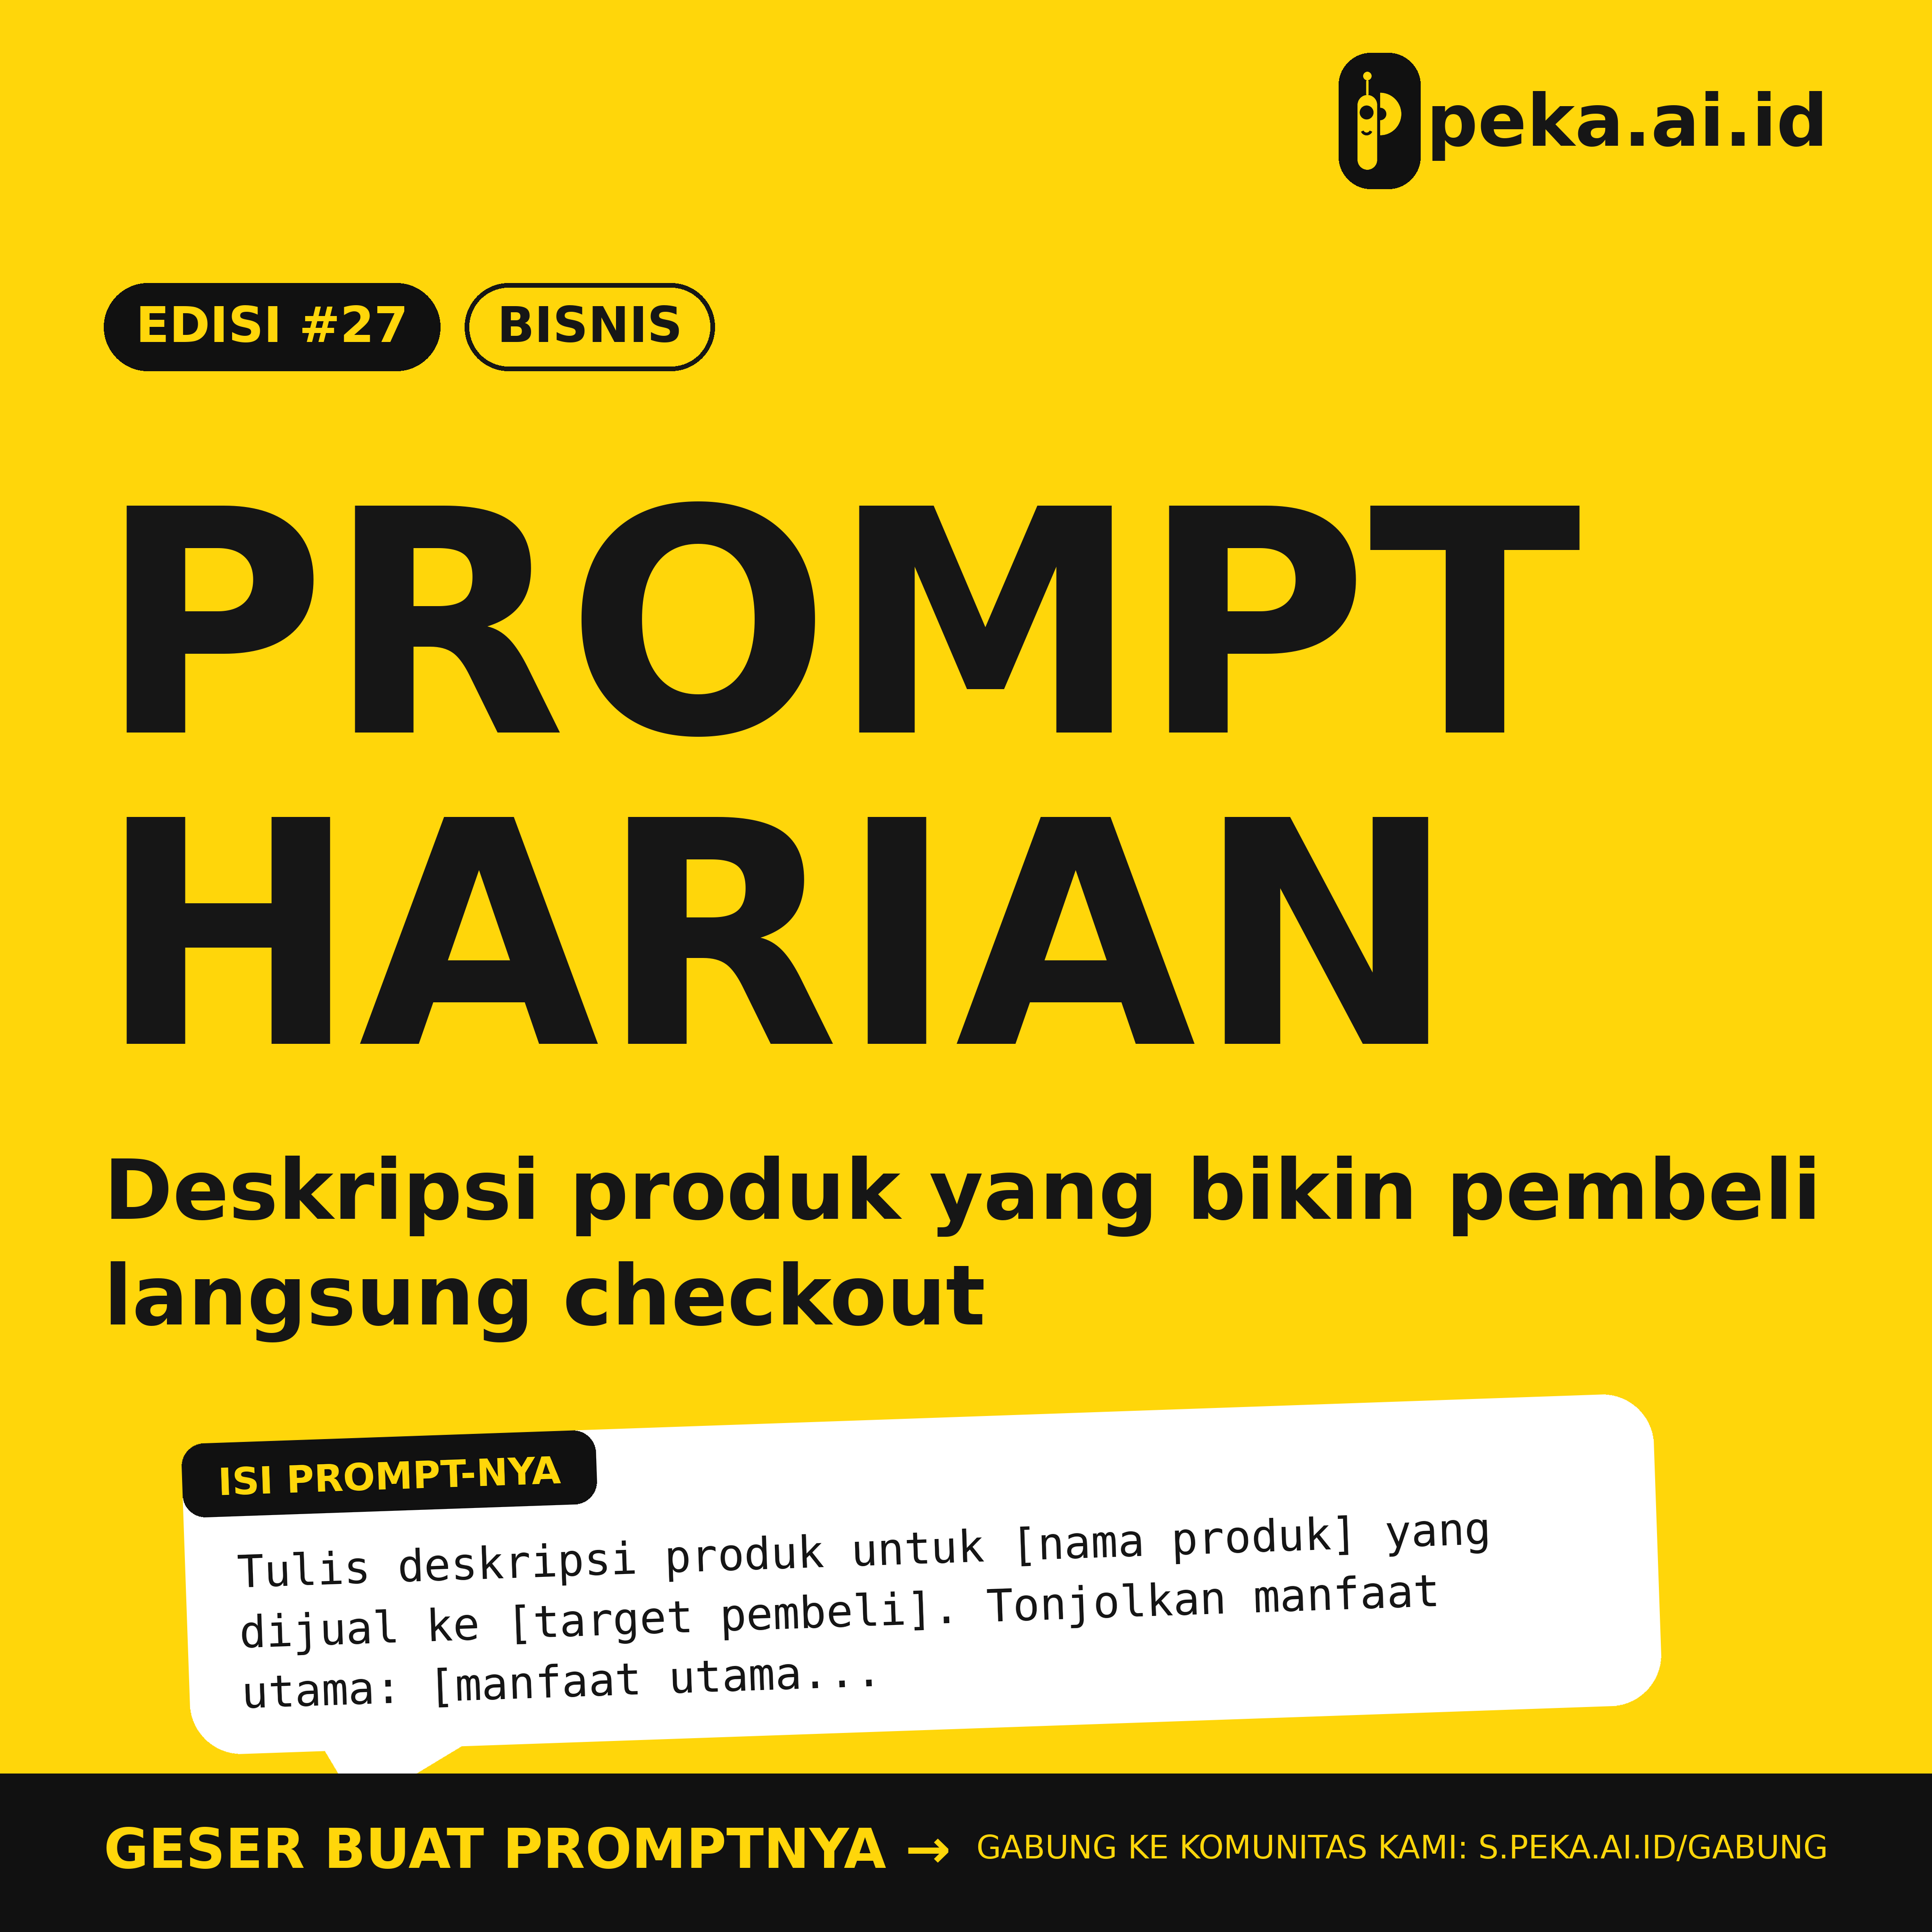 peka.ai.id
EDISI #27
BISNIS
PROMPT
HARIAN
Deskripsi produk yang bikin pembeli
langsung checkout
ISI PROMPT-NYA
Tulis deskripsi produk untuk [nama produk] yang
dijual ke [target pembeli]. Tonjolkan manfaat
utama: [manfaat utama...
GESER BUAT PROMPTNYA →
GABUNG KE KOMUNITAS KAMI: S.PEKA.AI.ID/GABUNG